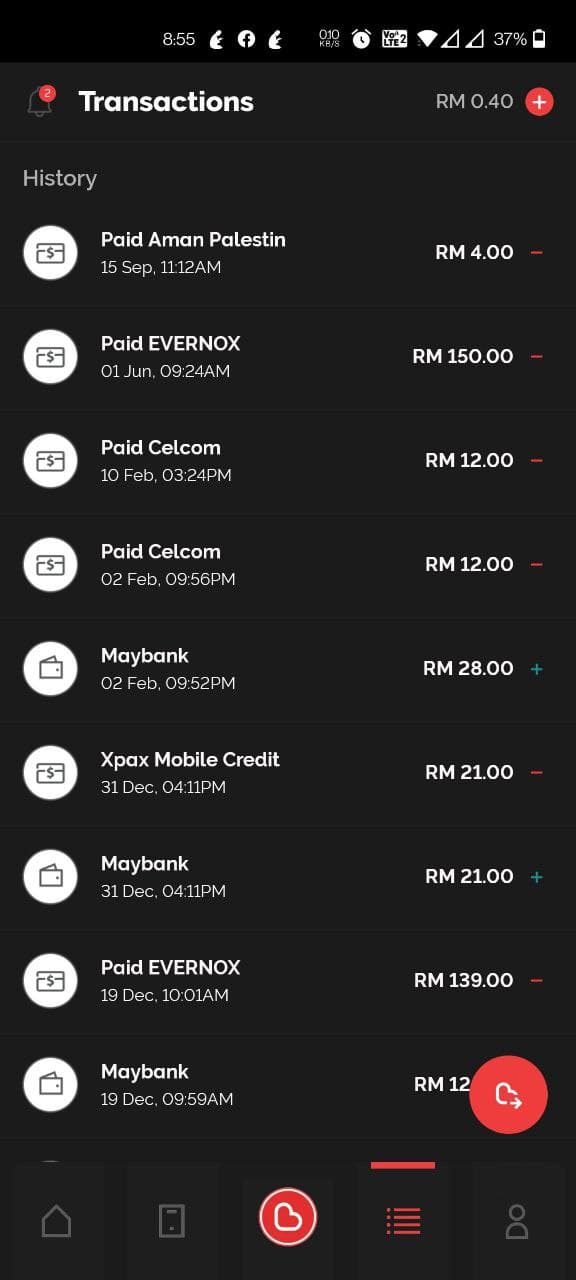 8:55 0.10 KB/S VoLTE2 37%
2 Transactions RM 0.40 +
History
Paid Aman Palestin
15 Sep, 11:12AM
RM 4.00 −
Paid EVERNOX
01 Jun, 09:24AM
RM 150.00 −
Paid Celcom
10 Feb, 03:24PM
RM 12.00 −
Paid Celcom
02 Feb, 09:56PM
RM 12.00 −
Maybank
02 Feb, 09:52PM
RM 28.00 +
Xpax Mobile Credit
31 Dec, 04:11PM
RM 21.00 −
Maybank
31 Dec, 04:11PM
RM 21.00 +
Paid EVERNOX
19 Dec, 10:01AM
RM 139.00 −
Maybank
19 Dec, 09:59AM
RM 12